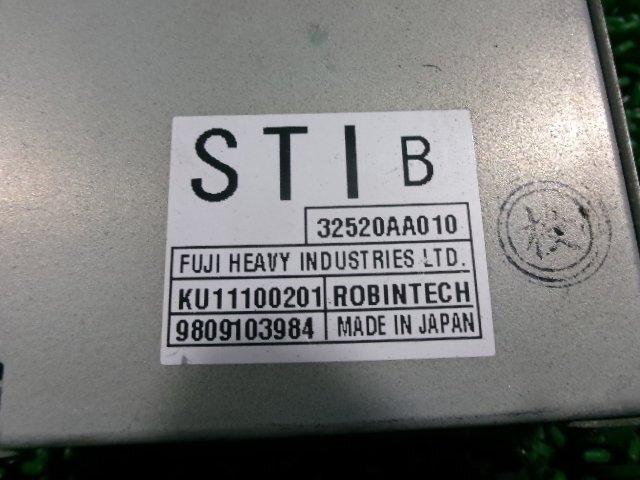 STI B
32520AA010
FUJI HEAVY INDUSTRIES LTD.
KU11100201 ROBINTECH
9809103984 MADE IN JAPAN